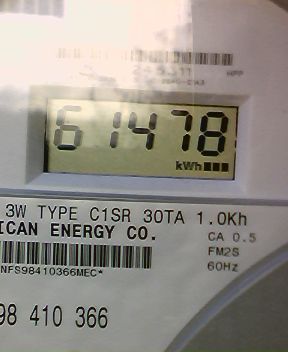 61478
kWh
3W TYPE C1SR 30TA 1.0Kh
ICAN ENERGY CO.
CA 0.5
FM2S
60Hz
NFS98410366MEC*
98 410 366